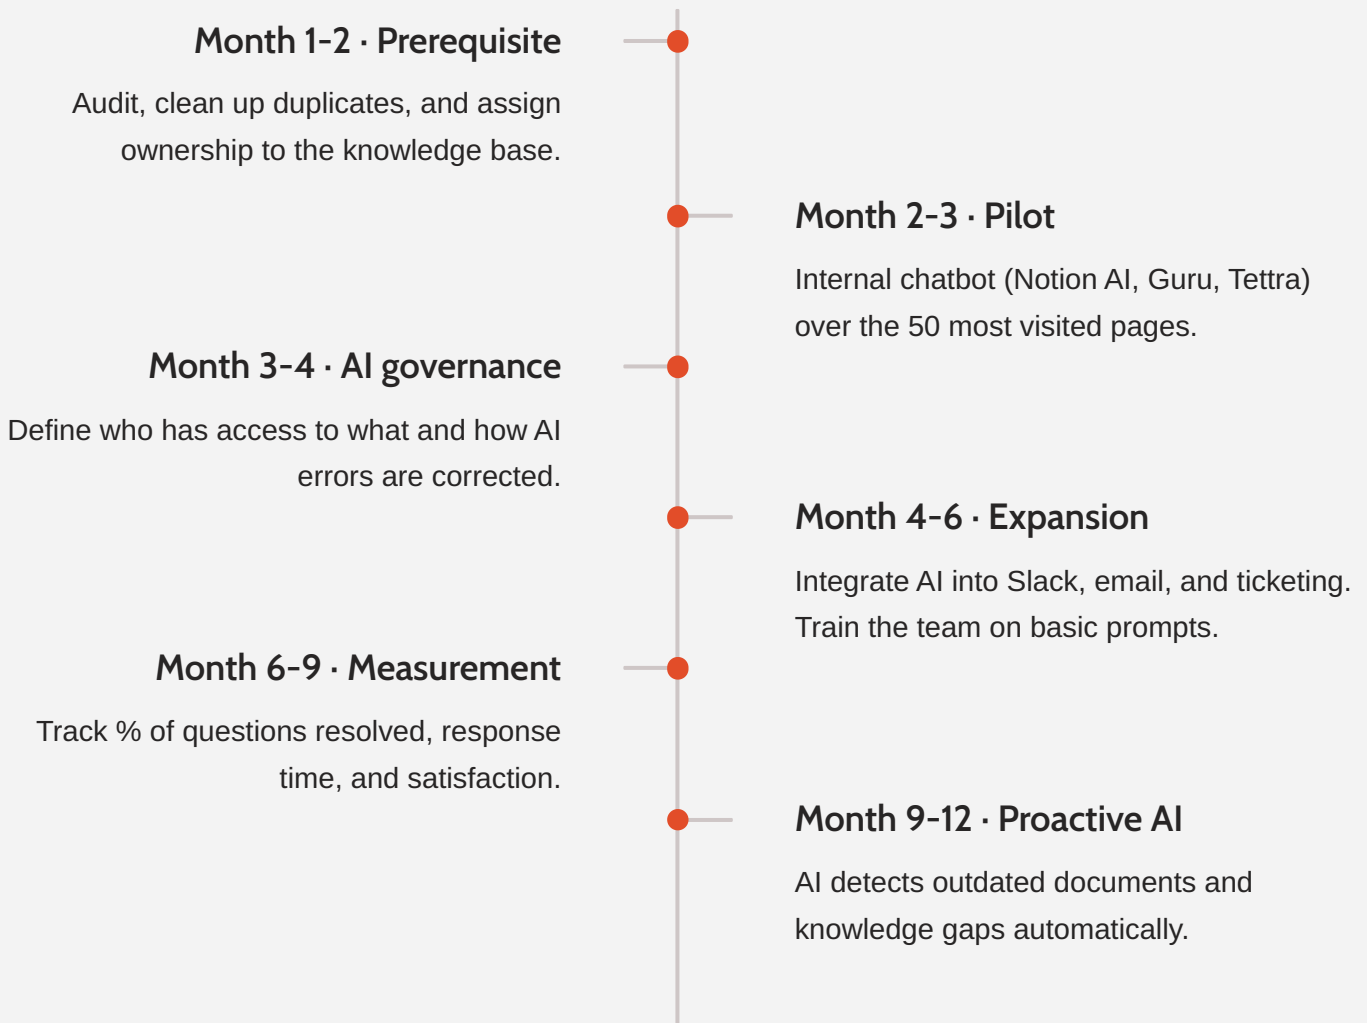 Month 1-2 · Prerequisite
Audit, clean up duplicates, and assign
ownership to the knowledge base.
Month 2-3 · Pilot
Internal chatbot (Notion AI, Guru, Tettra)
over the 50 most visited pages.
Month 3-4 · AI governance
Define who has access to what and how AI
errors are corrected.
Month 4-6 · Expansion
Integrate AI into Slack, email, and ticketing.
Train the team on basic prompts.
Month 6-9 · Measurement
Track % of questions resolved, response
time, and satisfaction.
Month 9-12 · Proactive AI
AI detects outdated documents and
knowledge gaps automatically.